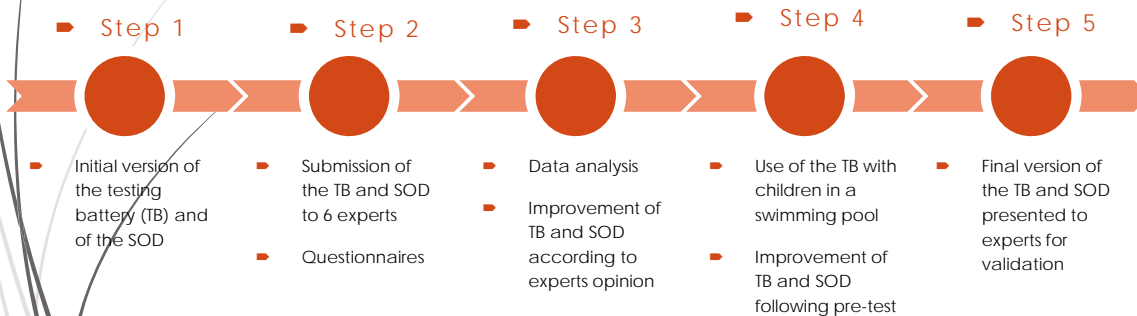 Step 1
Initial version of
the testing
battery (TB) and
of the SOD
Step 2
Submission of
the TB and SOD
to 6 experts
Questionnaires
Step 3
Data analysis
Improvement of
TB and SOD
according to
experts opinion
Step 4
Use of the TB with
children in a
swimming pool
Improvement of
TB and SOD
following pre-test
Step 5
Final version of
the TB and SOD
presented to
experts for
validation